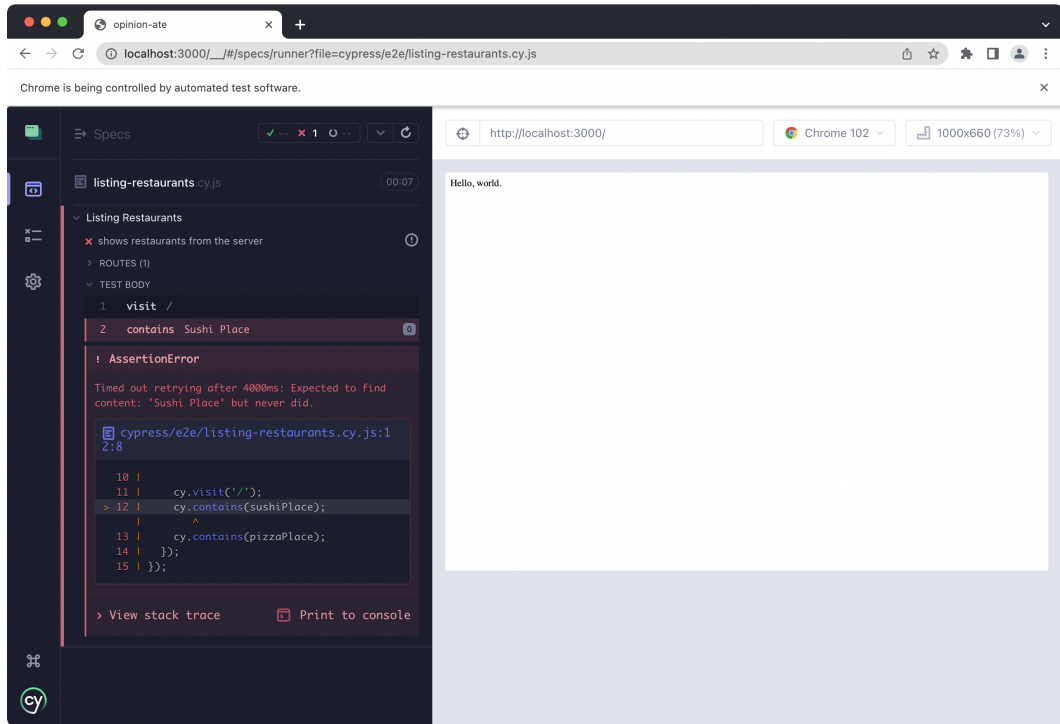 opinion-ate
localhost:3000/__/#/specs/runner?file=cypress/e2e/listing-restaurants.cy.js
Chrome is being controlled by automated test software.
Specs
✓ -- ✗ 1 --
http://localhost:3000/
Chrome 102
1000x660 (73%)
listing-restaurants.cy.js
00:07
Listing Restaurants
shows restaurants from the server
ROUTES (1)
TEST BODY
1 visit /
2 contains Sushi Place 0
! AssertionError
Timed out retrying after 4000ms: Expected to find
content: 'Sushi Place' but never did.
cypress/e2e/listing-restaurants.cy.js:1
2:8
10 |
11 | cy.visit('/');
> 12 | cy.contains(sushiPlace);
| ^
13 | cy.contains(pizzaPlace);
14 | });
15 | });
> View stack trace
Print to console
cy
Hello, world.